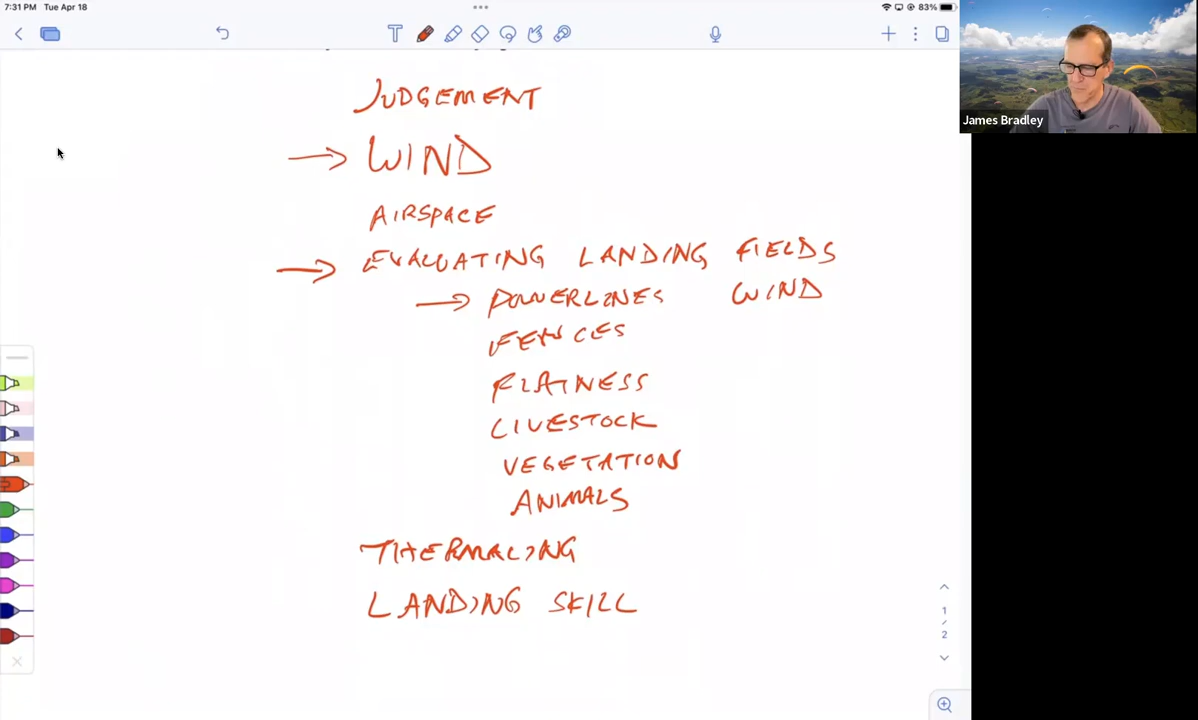 7:31 PM Tue Apr 18
83%
James Bradley
JUDGEMENT
→ WIND
AIRSPACE
→ EVALUATING LANDING FIELDS
→ POWERLINES WIND
FENCES
FLATNESS
LIVESTOCK
VEGETATION
ANIMALS
THERMALING
LANDING SKILL
1
/
2